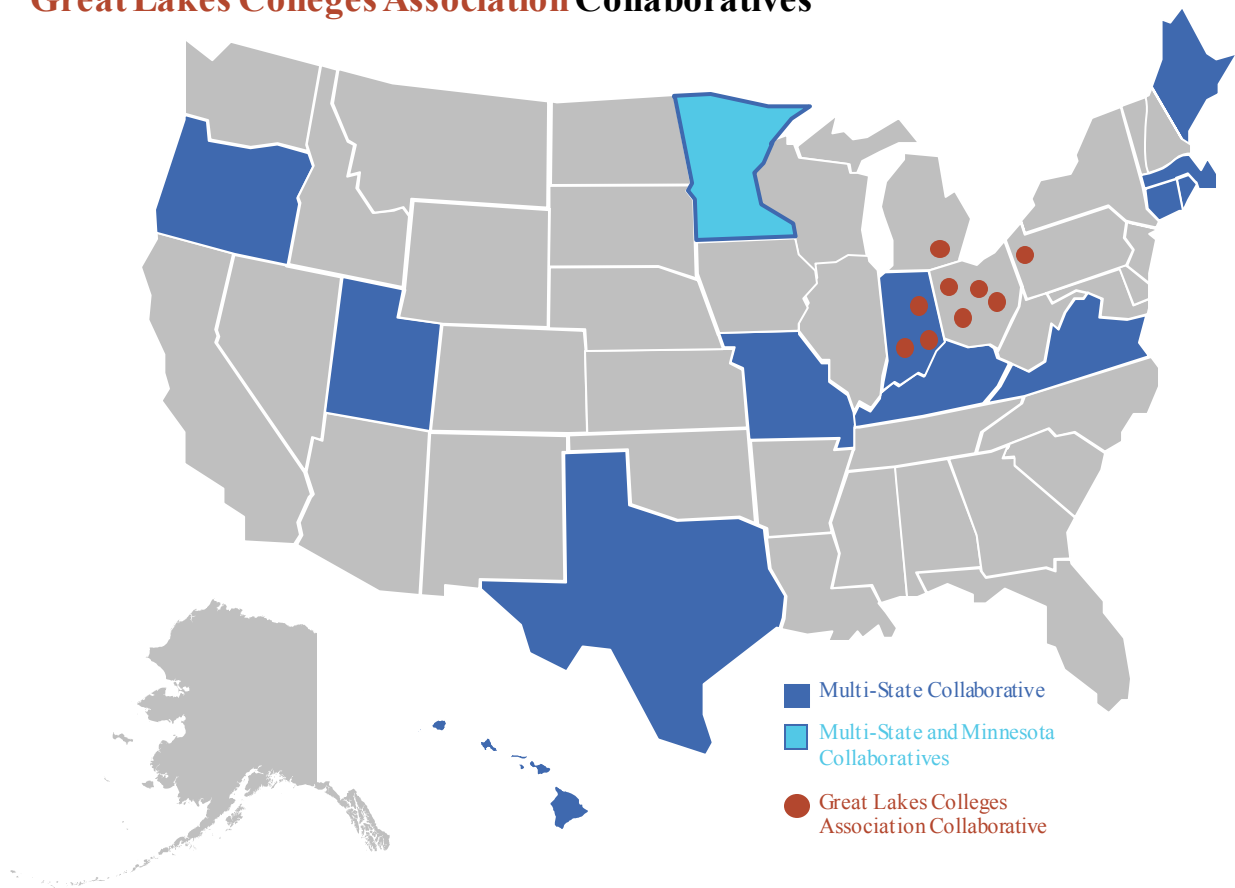 Great Lakes Colleges Association Collaboratives
Multi-State Collaborative
Multi-State and Minnesota
Collaboratives
Great Lakes Colleges
Association Collaborative